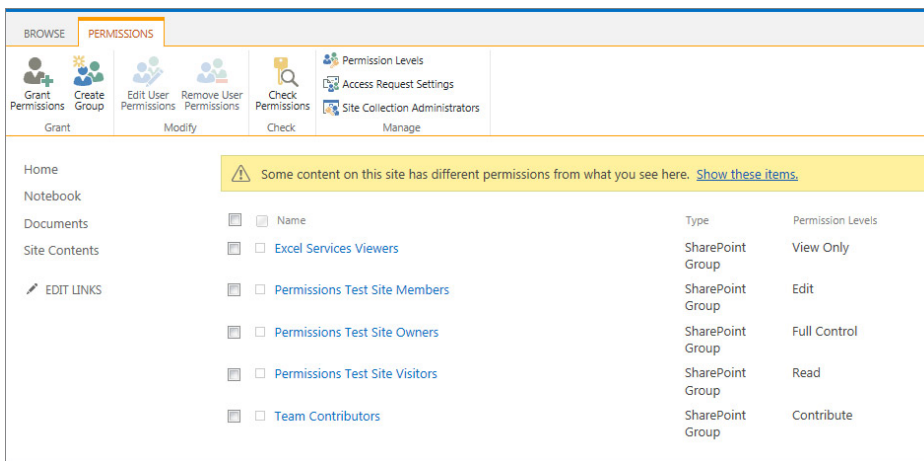 BROWSE PERMISSIONS
Grant Permissions
Create Group
Edit User Permissions
Remove User Permissions
Check Permissions
Permission Levels
Access Request Settings
Site Collection Administrators
Grant Modify Check Manage
Home
Notebook
Documents
Site Contents
EDIT LINKS
Some content on this site has different permissions from what you see here. Show these items.
Name Type Permission Levels
Excel Services Viewers SharePoint Group View Only
Permissions Test Site Members SharePoint Group Edit
Permissions Test Site Owners SharePoint Group Full Control
Permissions Test Site Visitors SharePoint Group Read
Team Contributors SharePoint Group Contribute